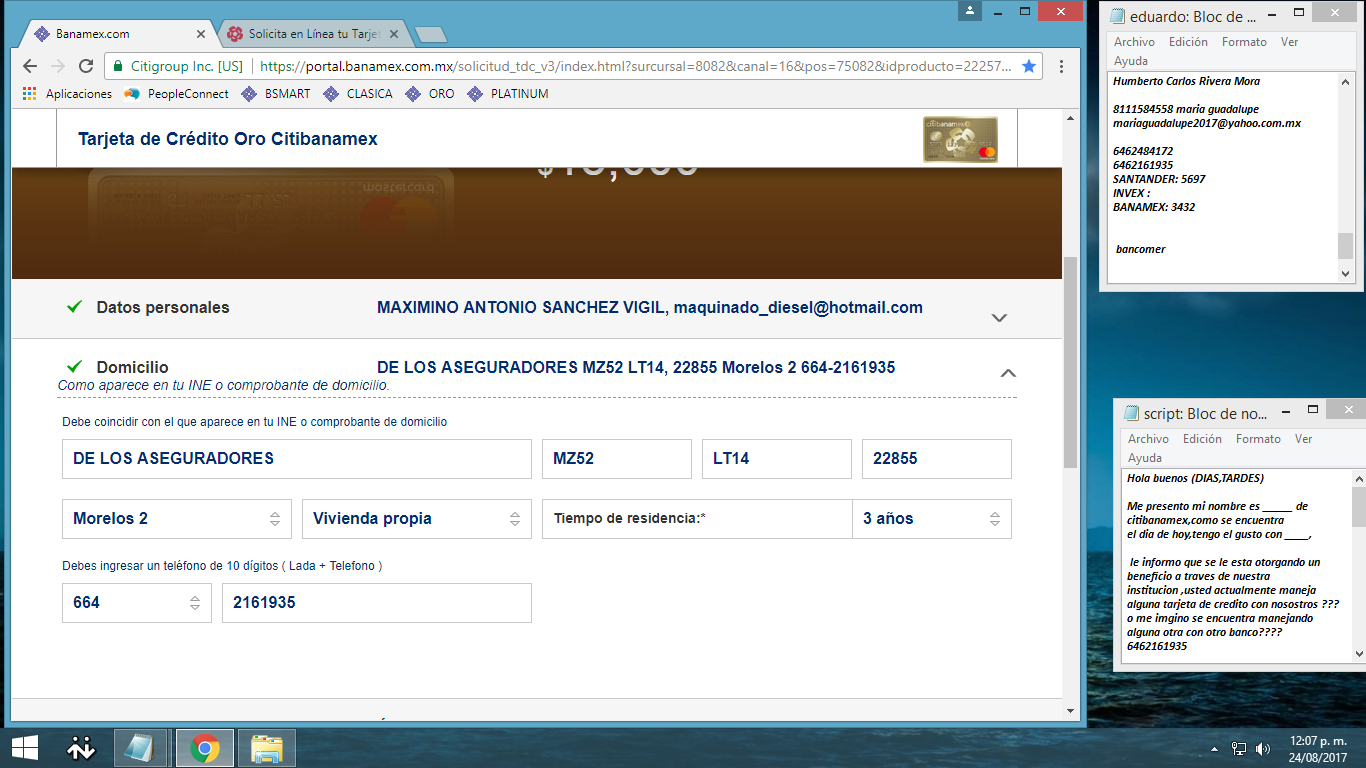 Banamex.com
Solicita en Línea tu Tarjet
Citigroup Inc. [US]
https://portal.banamex.com.mx/solicitud_tdc_v3/index.html?surcursal=8082&canal=16&pos=75082&idproducto=22257...
Aplicaciones
PeopleConnect
BSMART
CLASICA
ORO
PLATINUM
Tarjeta de Crédito Oro Citibanamex
Datos personales
MAXIMINO ANTONIO SANCHEZ VIGIL, maquinado_diesel@hotmail.com
Domicilio
DE LOS ASEGURADORES MZ52 LT14, 22855 Morelos 2 664-2161935
Como aparece en tu INE o comprobante de domicilio.
Debe coincidir con el que aparece en tu INE o comprobante de domicilio
DE LOS ASEGURADORES
MZ52
LT14
22855
Morelos 2
Vivienda propia
Tiempo de residencia:*
3 años
Debes ingresar un teléfono de 10 dígitos ( Lada + Telefono )
664
2161935
eduardo: Bloc de ...
Archivo Edición Formato Ver
Ayuda
Humberto Carlos Rivera Mora
8111584558 maria guadalupe
mariaguadalupe2017@yahoo.com.mx
6462484172
6462161935
SANTANDER: 5697
INVEX :
BANAMEX: 3432
bancomer
script: Bloc de no...
Archivo Edición Formato Ver
Ayuda
Hola buenos (DIAS,TARDES)
Me presento mi nombre es _____ de
citibanamex,como se encuentra
el dia de hoy,tengo el gusto con ____,
le informo que se le esta otorgando un
beneficio a traves de nuestra
institucion ,usted actualmente maneja
alguna tarjeta de credito con nosostros ???
o me imgino se encuentra manejando
alguna otra con otro banco????
6462161935
12:07 p. m.
24/08/2017